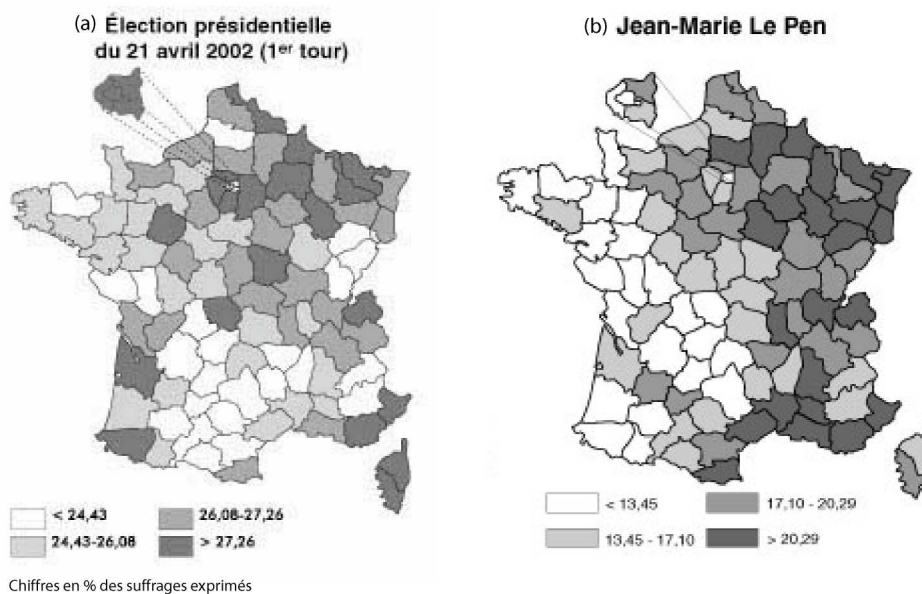 (a) Élection présidentielle
du 21 avril 2002 (1er tour)
(b) Jean-Marie Le Pen
< 24,43
26,08-27,26
24,43-26,08
> 27,26
< 13,45
17,10 - 20,29
13,45 - 17,10
> 20,29
Chiffres en % des suffrages exprimés